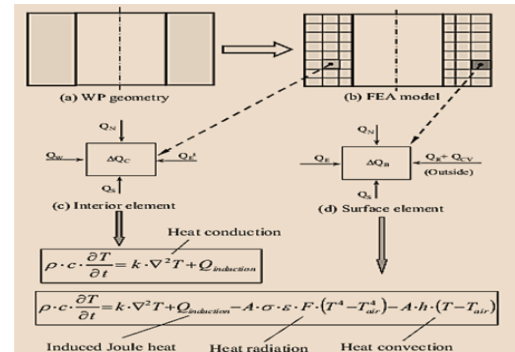 (a) WP geometry
(b) FEA model
Q_N
Q_W
ΔQ_C
Q_E'
Q_S
(c) Interior element
Q_N
Q_E
ΔQ_B
Q_R+ Q_CV
(Outside)
Q_S
(d) Surface element
Heat conduction
ρ·c·∂T/∂t=k·∇²T+Q_induction
ρ·c·∂T/∂t=k·∇²T+Q_induction−A·σ·ε·F·(T⁴−T⁴_air)−A·h·(T−T_air)
Induced Joule heat
Heat radiation
Heat convection